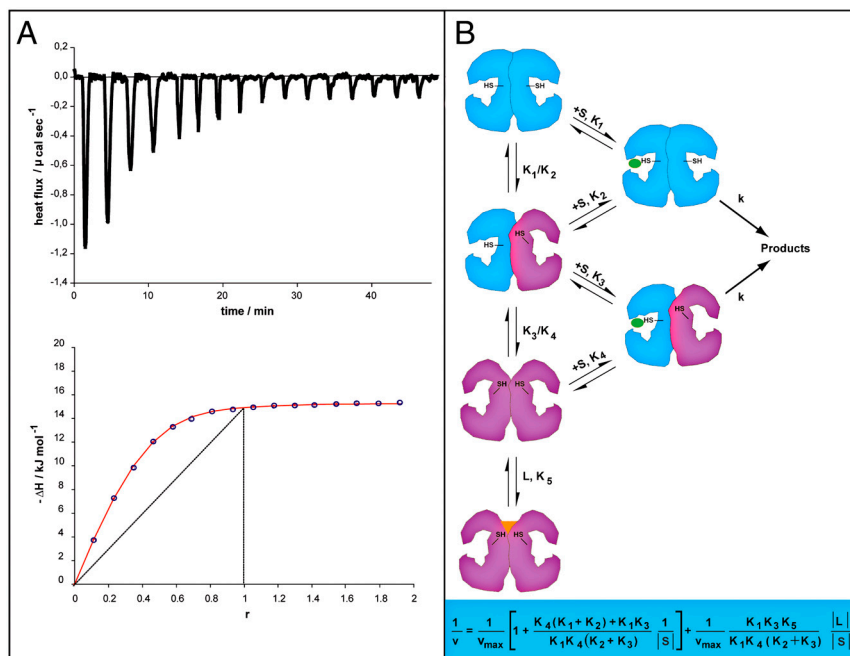 A
0,2
0,0
-0,2
-0,4
-0,6
-0,8
-1,0
-1,2
-1,4
heat flux / µ cal sec -1
0 10 20 30 40
time / min
20
18
16
14
12
10
8
6
4
2
0
- ΔH / kJ mol -1
0 0.2 0.4 0.6 0.8 1 1.2 1.4 1.6 1.8 2
r
B
HS SH
+S, K1
HS SH
K1/K2
+S, K2
k
HS HS
Products
+S, K3
k
HS HS
K3/K4
+S, K4
SH HS
L, K5
SH HS
1/v = 1/vmax [1 + K4(K1+K2)+K1K3 / K1K4(K2+K3) 1/|S|] + 1/vmax K1K3K5 / K1K4(K2+K3) |L|/|S|